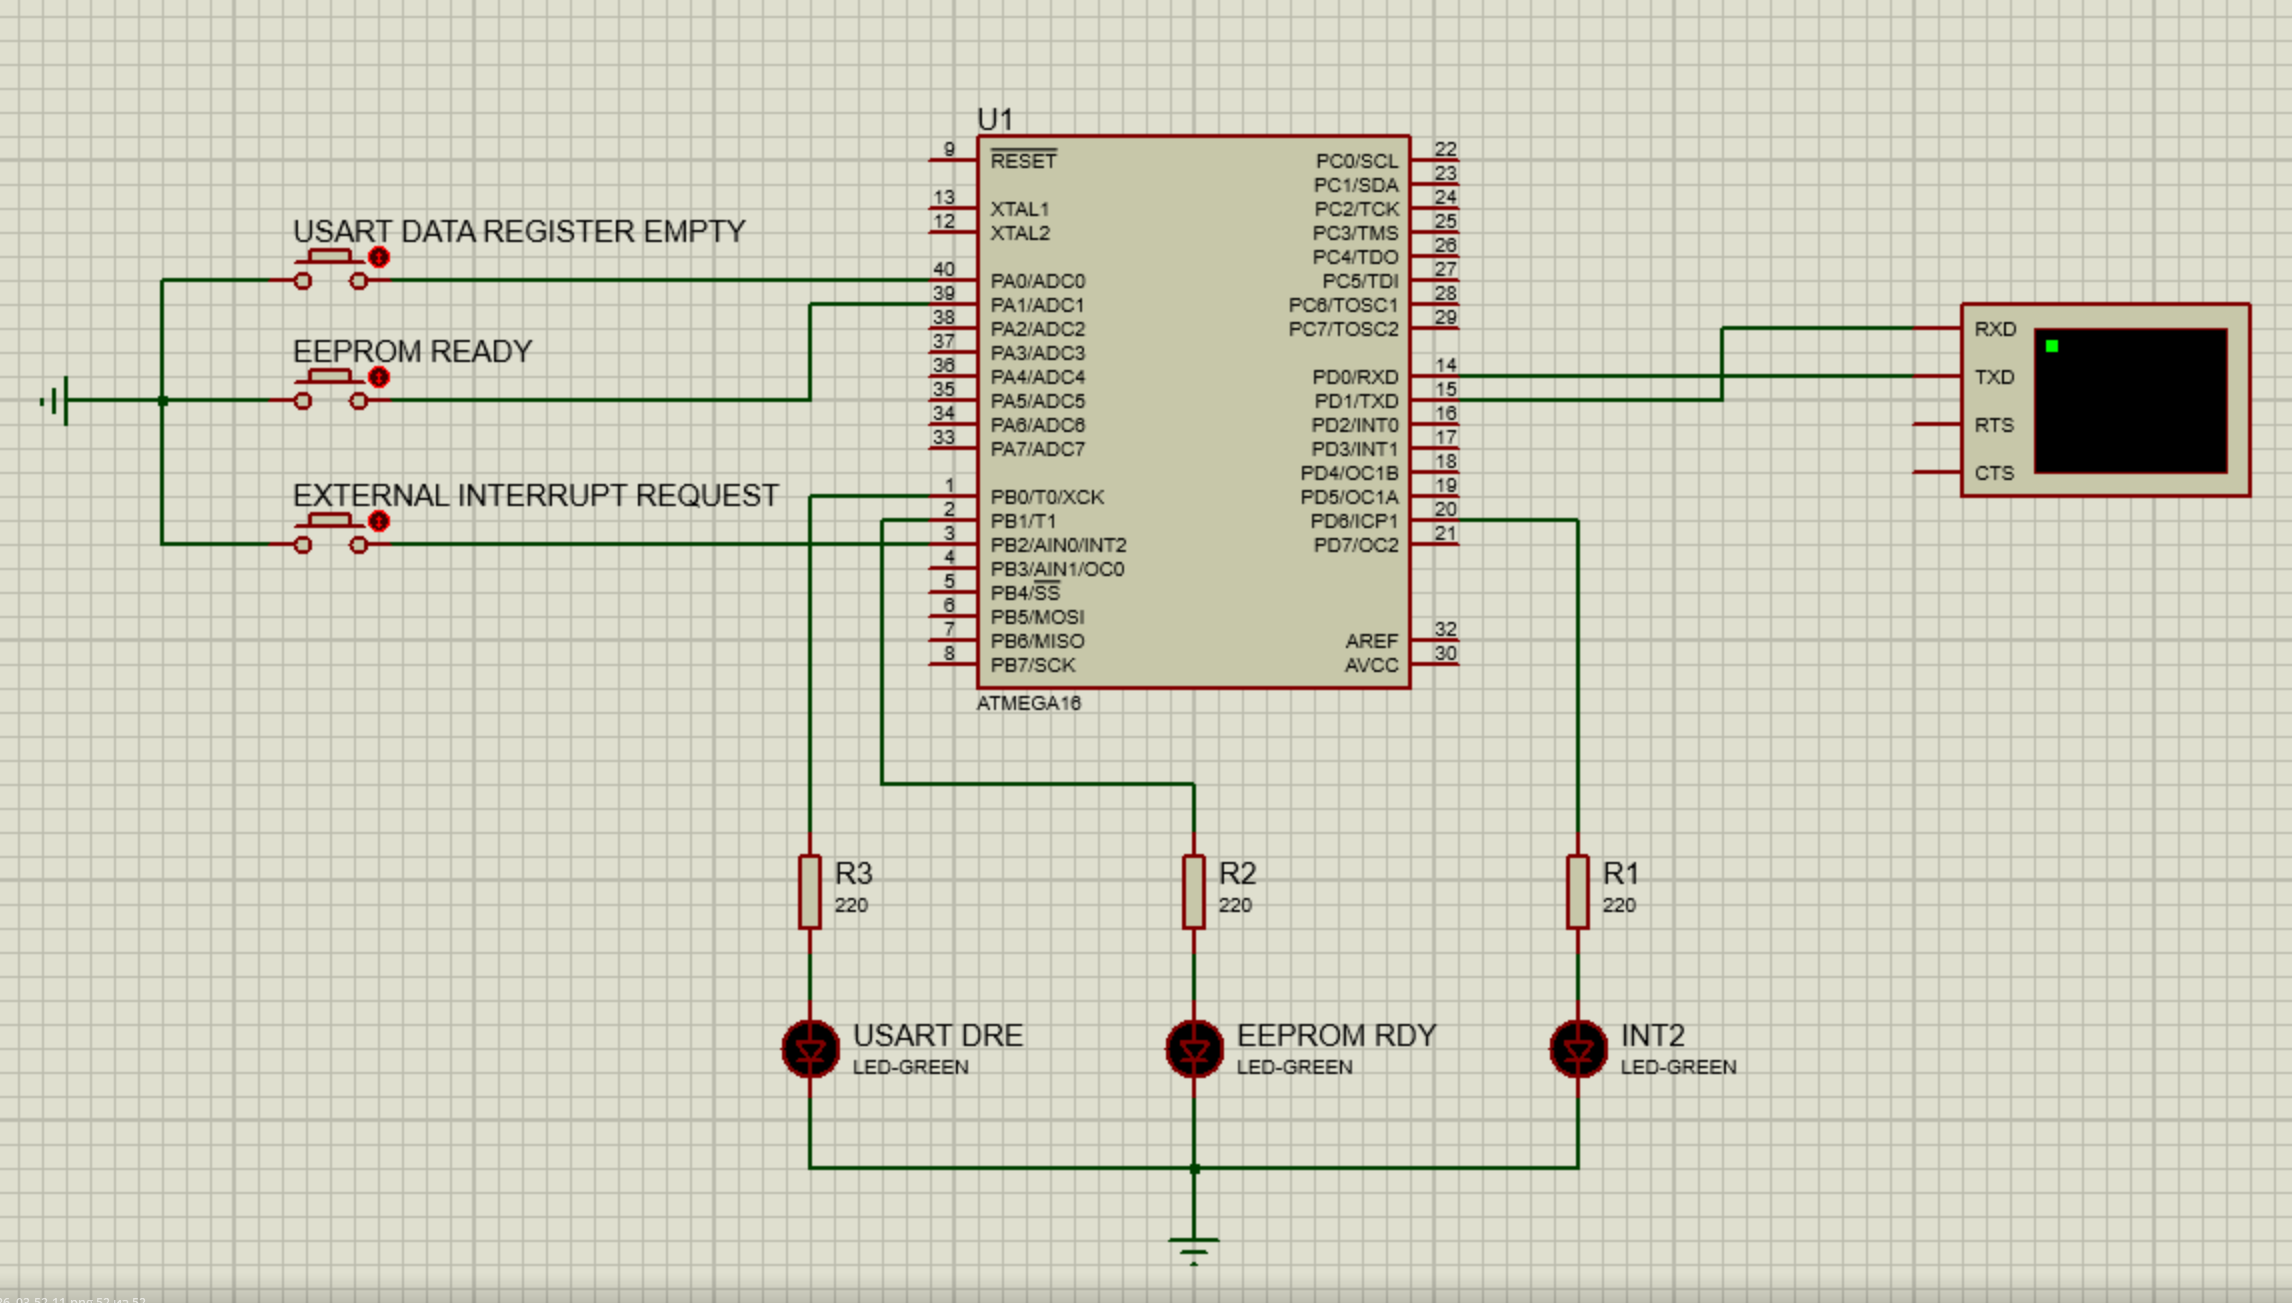 U1
9
RESET
13
XTAL1
12
XTAL2
40
PA0/ADC0
39
PA1/ADC1
38
PA2/ADC2
37
PA3/ADC3
36
PA4/ADC4
35
PA5/ADC5
34
PA6/ADC6
33
PA7/ADC7
1
PB0/T0/XCK
2
PB1/T1
3
PB2/AIN0/INT2
4
PB3/AIN1/OC0
5
PB4/SS
6
PB5/MOSI
7
PB6/MISO
8
PB7/SCK
22
PC0/SCL
23
PC1/SDA
24
PC2/TCK
25
PC3/TMS
26
PC4/TDO
27
PC5/TDI
28
PC6/TOSC1
29
PC7/TOSC2
14
PD0/RXD
15
PD1/TXD
16
PD2/INT0
17
PD3/INT1
18
PD4/OC1B
19
PD5/OC1A
20
PD6/ICP1
21
PD7/OC2
32
AREF
30
AVCC
ATMEGA16
USART DATA REGISTER EMPTY
EEPROM READY
EXTERNAL INTERRUPT REQUEST
RXD
TXD
RTS
CTS
R3
220
R2
220
R1
220
USART DRE
LED-GREEN
EEPROM RDY
LED-GREEN
INT2
LED-GREEN